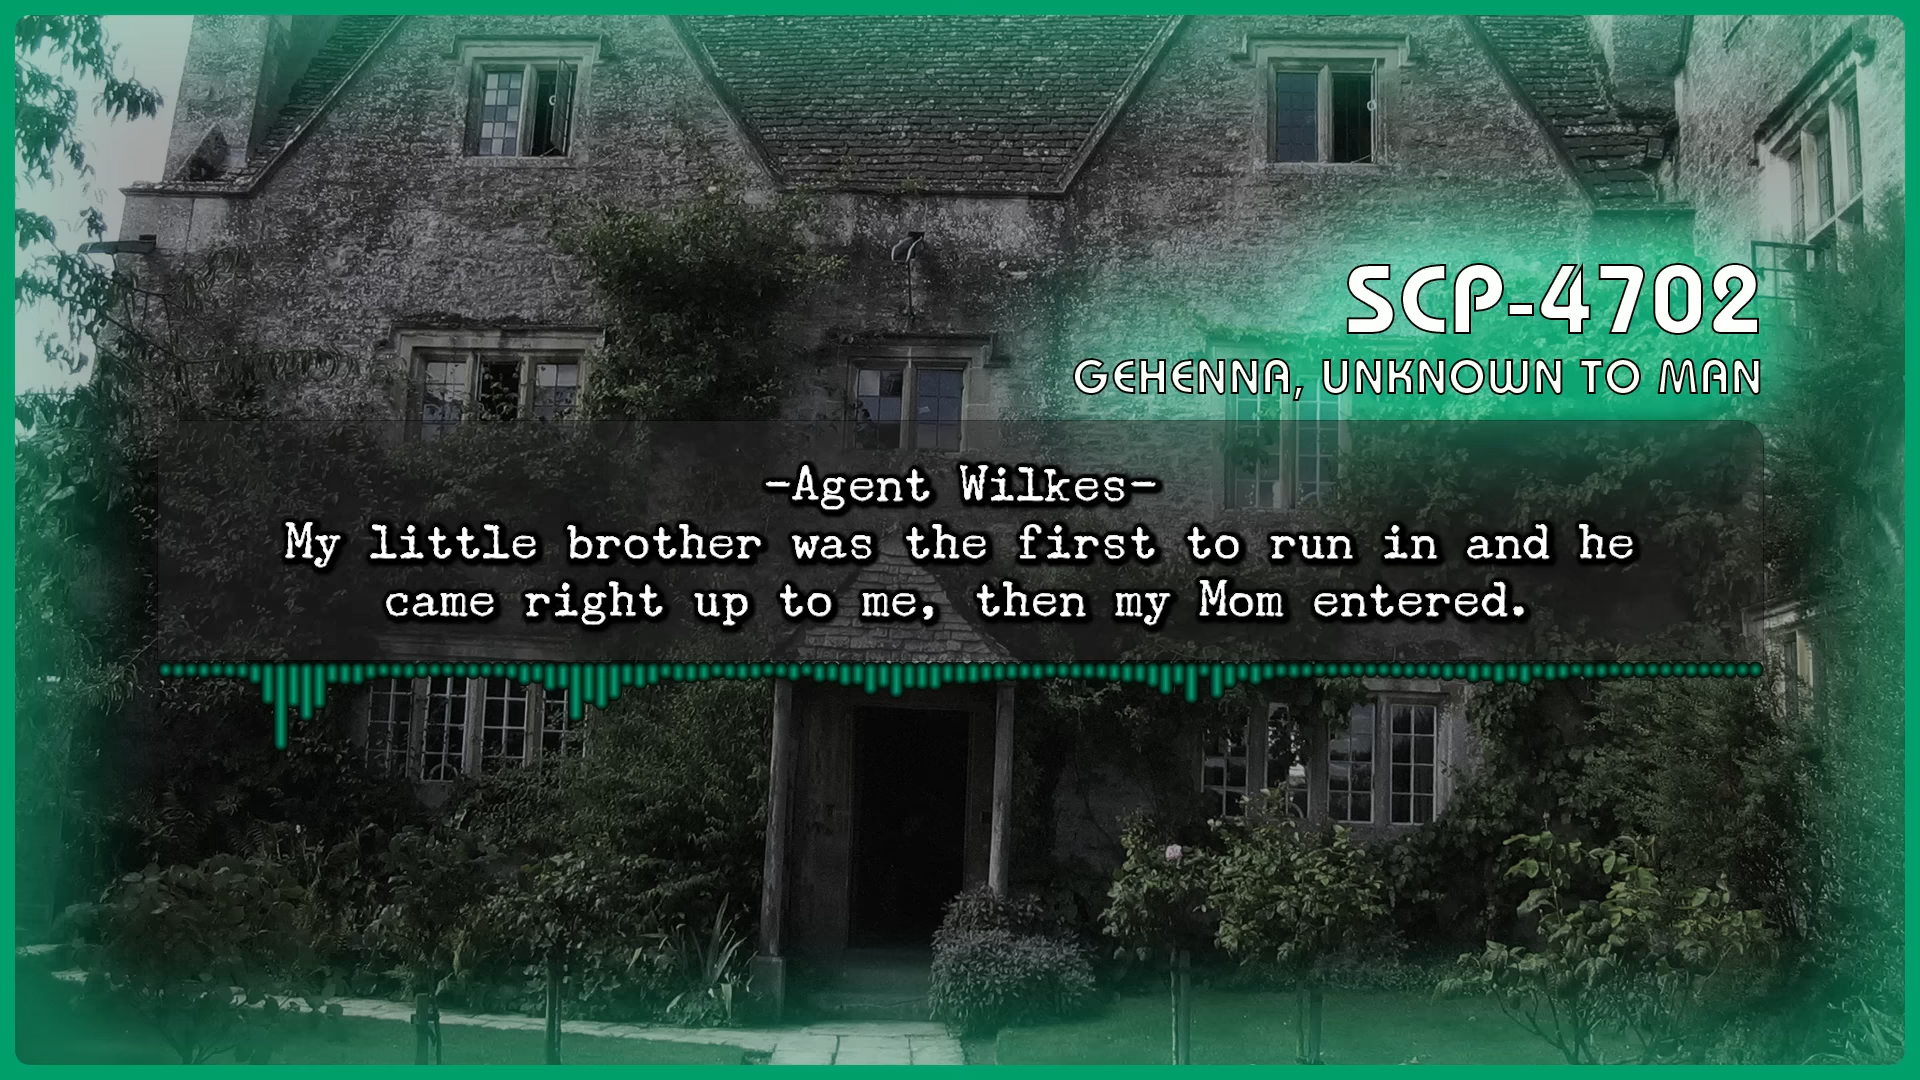 SCP-4702
GEHENNA, UNKNOWN TO MAN
-Agent Wilkes-
My little brother was the first to run in and he
came right up to me, then my Mom entered.